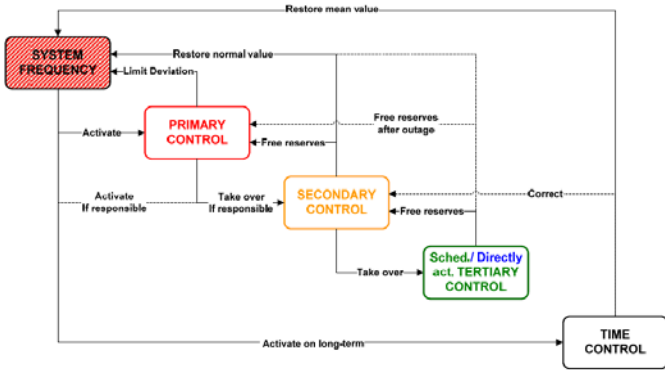 Restore mean value
SYSTEM
FREQUENCY
Restore normal value
Limit Deviation
Free reserves
after outage
PRIMARY
CONTROL
Activate
Free reserves
Activate
If responsible
Take over
If responsible
SECONDARY
CONTROL
Correct
Free reserves
Sched./ Directly
act. TERTIARY
CONTROL
Take over
TIME
CONTROL
Activate on long-term